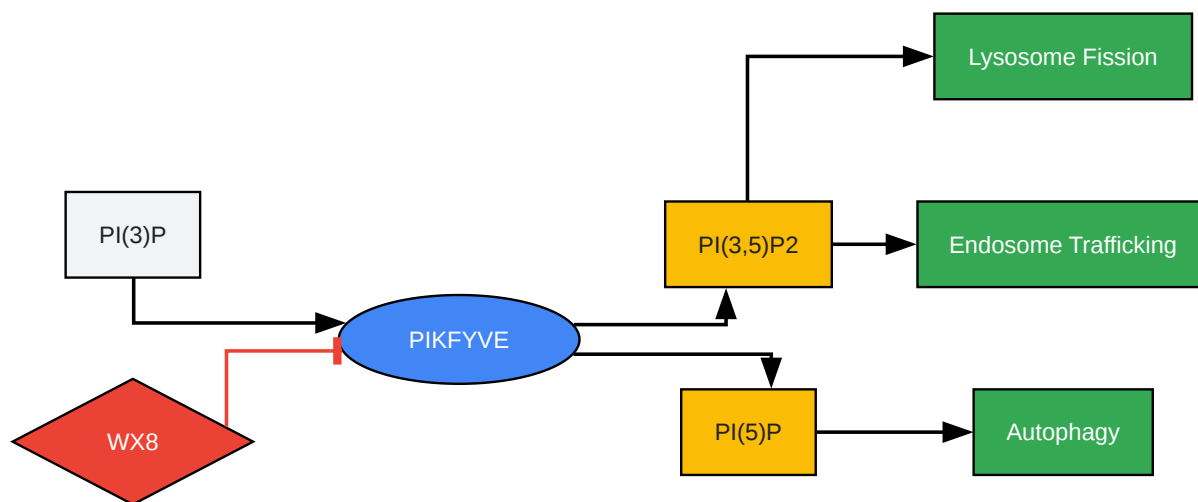 Lysosome Fission
PI(3)P
PI(3,5)P2
Endosome Trafficking
PIKFYVE
WX8
PI(5)P
Autophagy